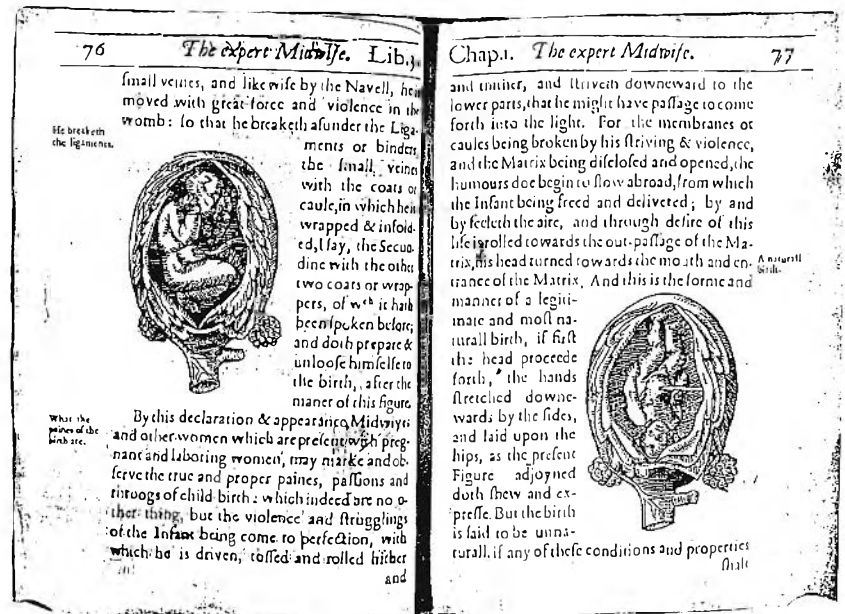 76 The expert Midwife. Lib.3
ſmall veines, and likewiſe by the Navell, he is
moved with great force and violence in the
womb: ſo that he breaketh aſunder the Liga-
He breaketh
the ligaments.
ments or binders
the ſmall veines
with the coats or
caule, in which he is
wrapped & infold-
ed, I ſay, the Secun-
dine with the other
two coats or wrap-
pers, of wch it hath
been ſpoken before;
and doth prepare &
unlooſe himſelfe to
the birth, after the
maner of this figure.
What the
paines of the
birth are.
By this declaration & appearance, Midwives
and other women which are preſent with preg-
nant and laboring women, may marke and ob-
ſerve the true and proper paines, paſſions and
throogs of child birth: which indeed are no o-
ther thing, but the violence and ſtrugglings
of the Infant being come to perfection, with
which he is driven, toſſed and rolled hither
and
Chap.1. The expert Midwife. 77
and thither, and ſtriveth downeward to the
lower parts, that he might have paſſage to come
forth into the light. For the membranes or
caules being broken by his ſtriving & violence,
and the Matrix being diſcloſed and opened, the
humours doe begin to flow abroad, from which
the Infant being freed and delivered; by and
by feeleth the aire, and through deſire of this
life is rolled towards the out-paſſage of the Ma-
trix, his head turned towards the mouth and en-
trance of the Matrix. And this is the forme and
A naturall
birth.
manner of a legiti-
mate and moſt na-
turall birth, if firſt
the head proceede
forth, the hands
ſtretched downe-
wards by the ſides,
and laid upon the
hips, as the preſent
Figure adjoyned
doth ſhew and ex-
preſſe. But the birth
is ſaid to be unna-
turall, if any of theſe conditions and properties
ſhall